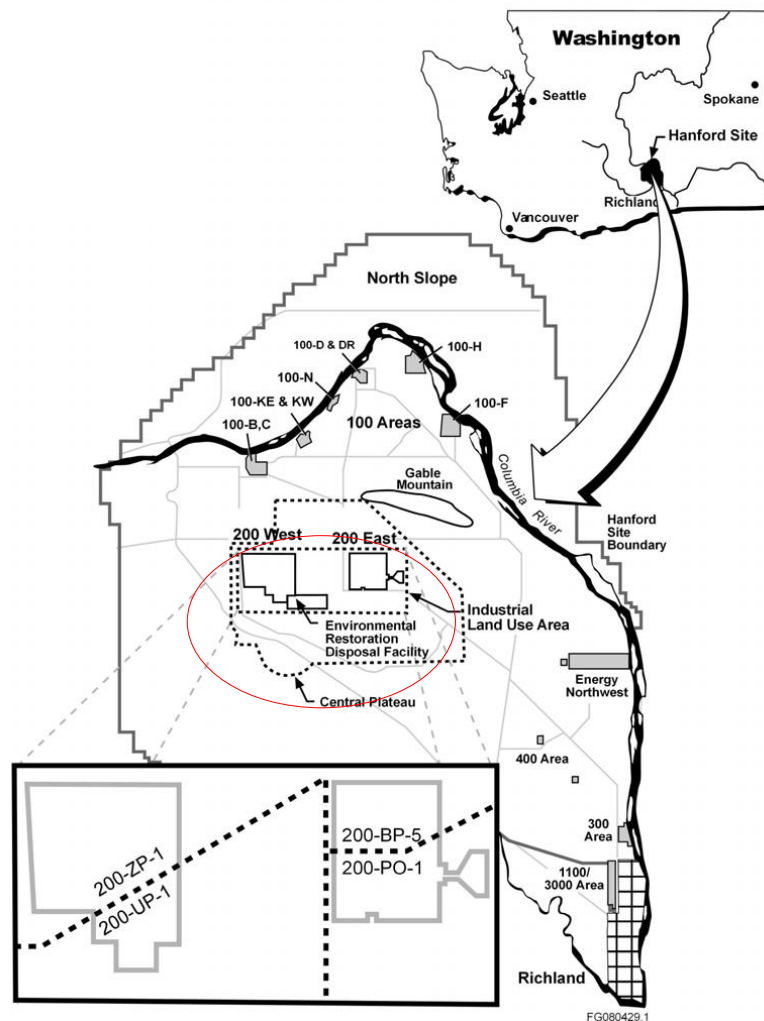 Washington
Seattle
Spokane
Hanford Site
Richland
Vancouver
North Slope
100-D & DR
100-H
100-N
100-KE & KW
100-F
100 Areas
100-B,C
Gable
Mountain
Columbia River
Hanford
Site
Boundary
200 West
200 East
Industrial
Land Use Area
Environmental
Restoration
Disposal Facility
Energy
Northwest
Central Plateau
400 Area
300
Area
200-ZP-1
200-UP-1
200-BP-5
200-PO-1
1100/
3000 Area
Richland
FG080429.1